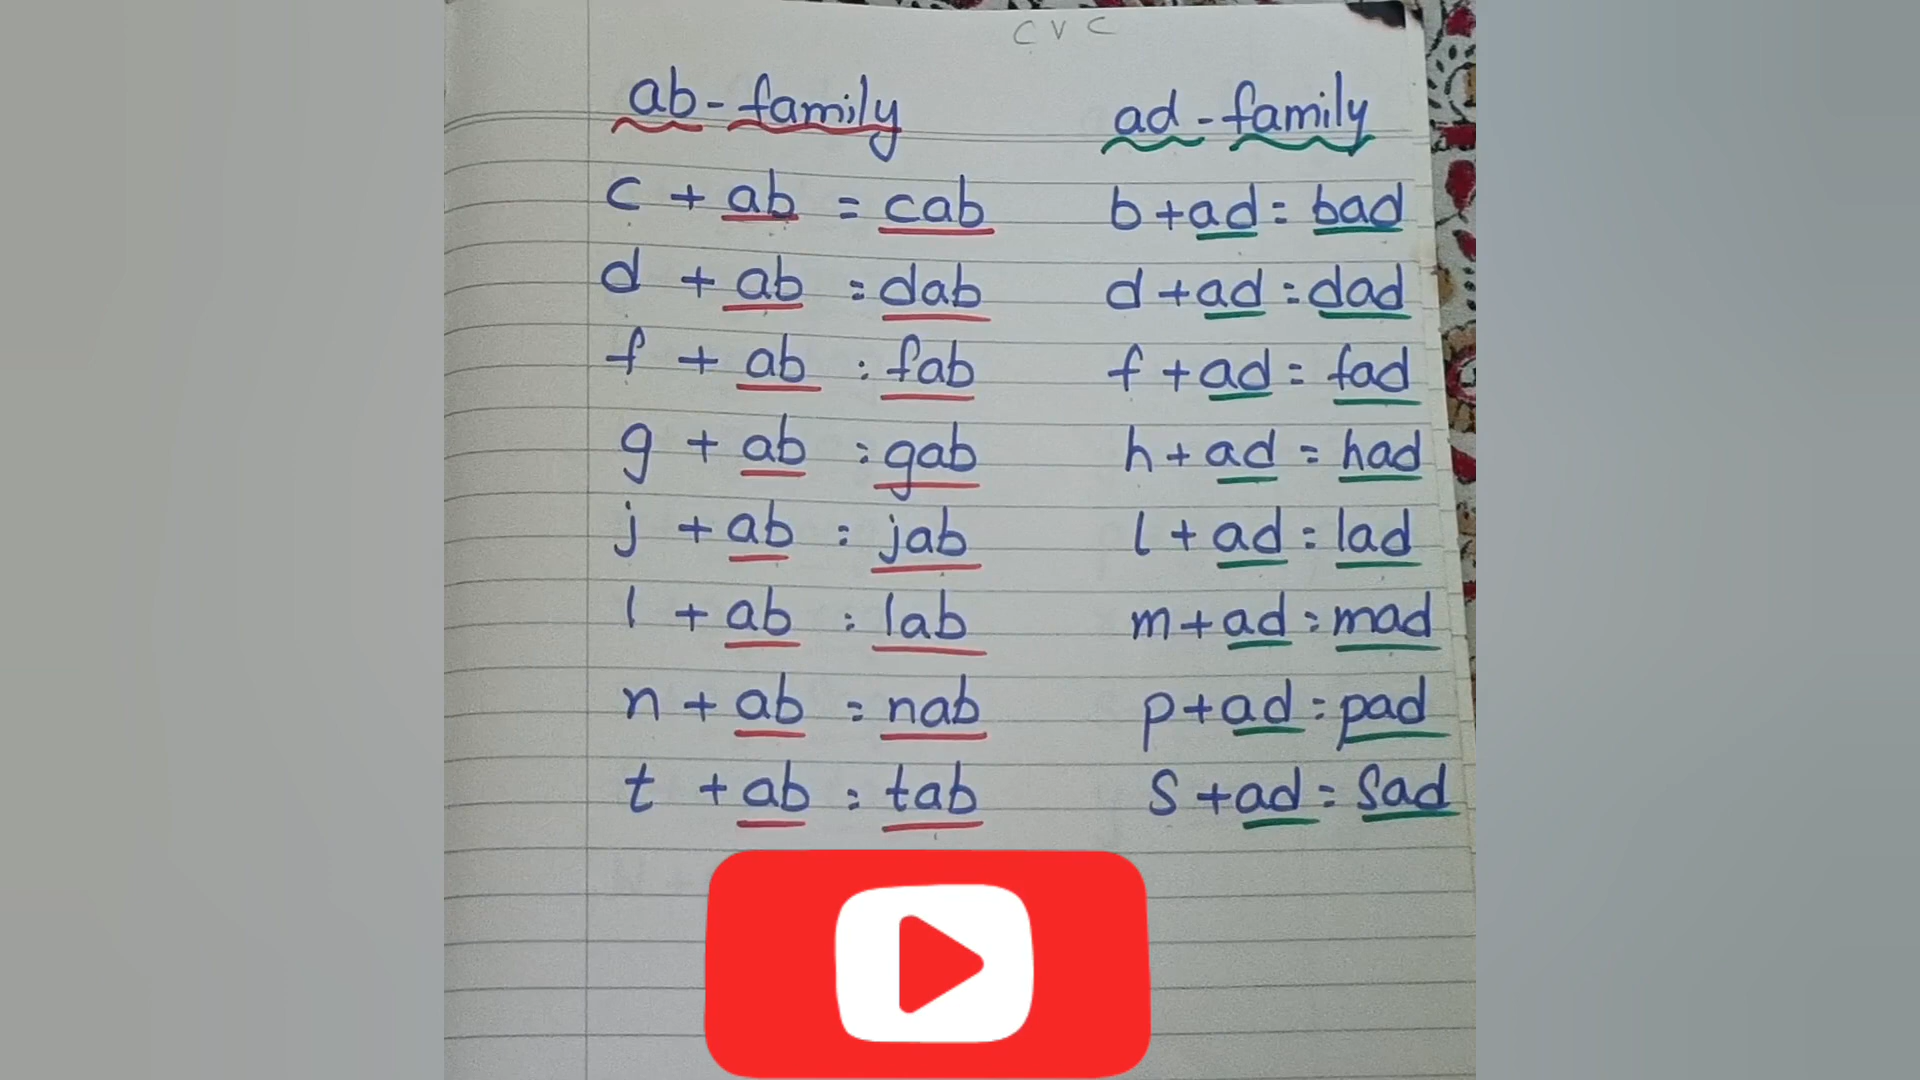 C V C
ab-family ad-family
c + ab = cab b + ad = bad
d + ab = dab d + ad = dad
f + ab = fab f + ad = fad
g + ab = gab h + ad = had
j + ab = jab l + ad = lad
l + ab = lab m + ad = mad
n + ab = nab p + ad = pad
t + ab = tab s + ad = sad